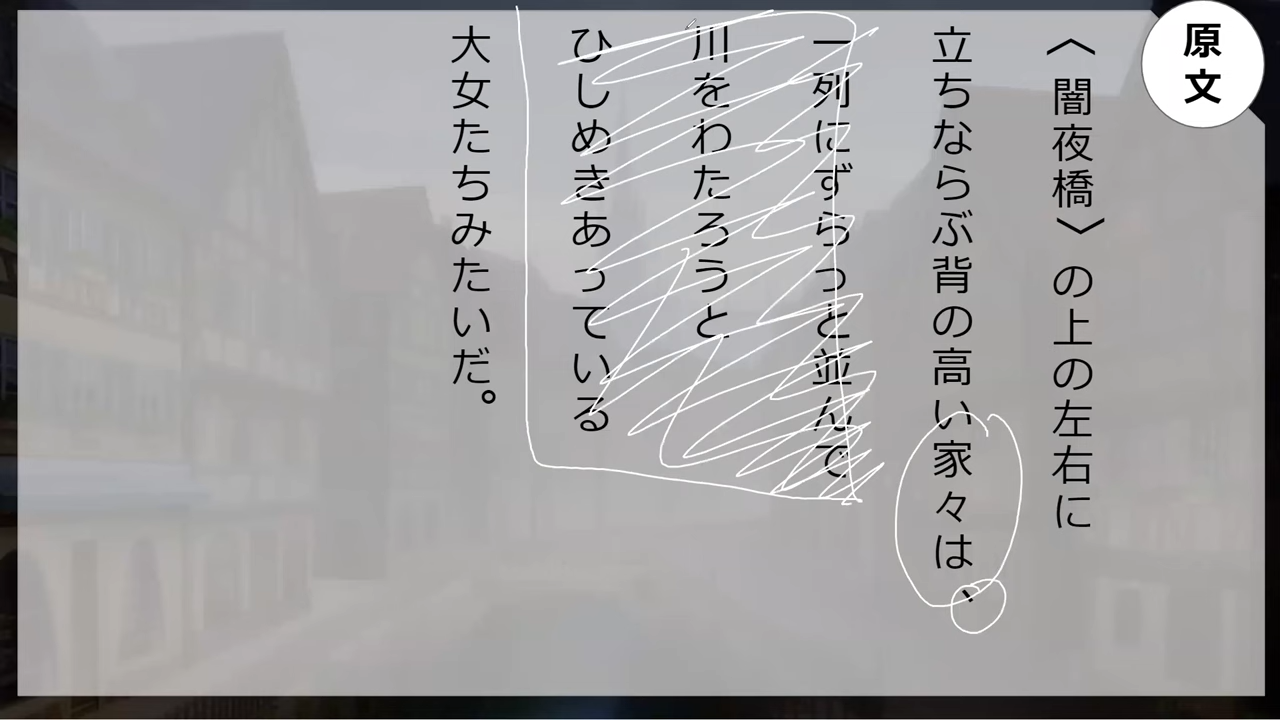 原文
〈闇夜橋〉の上の左右に
立ちならぶ背の高い家々は、
一列にずらっと並んで
川をわたろうと
ひしめきあっている
大女たちみたいだ。